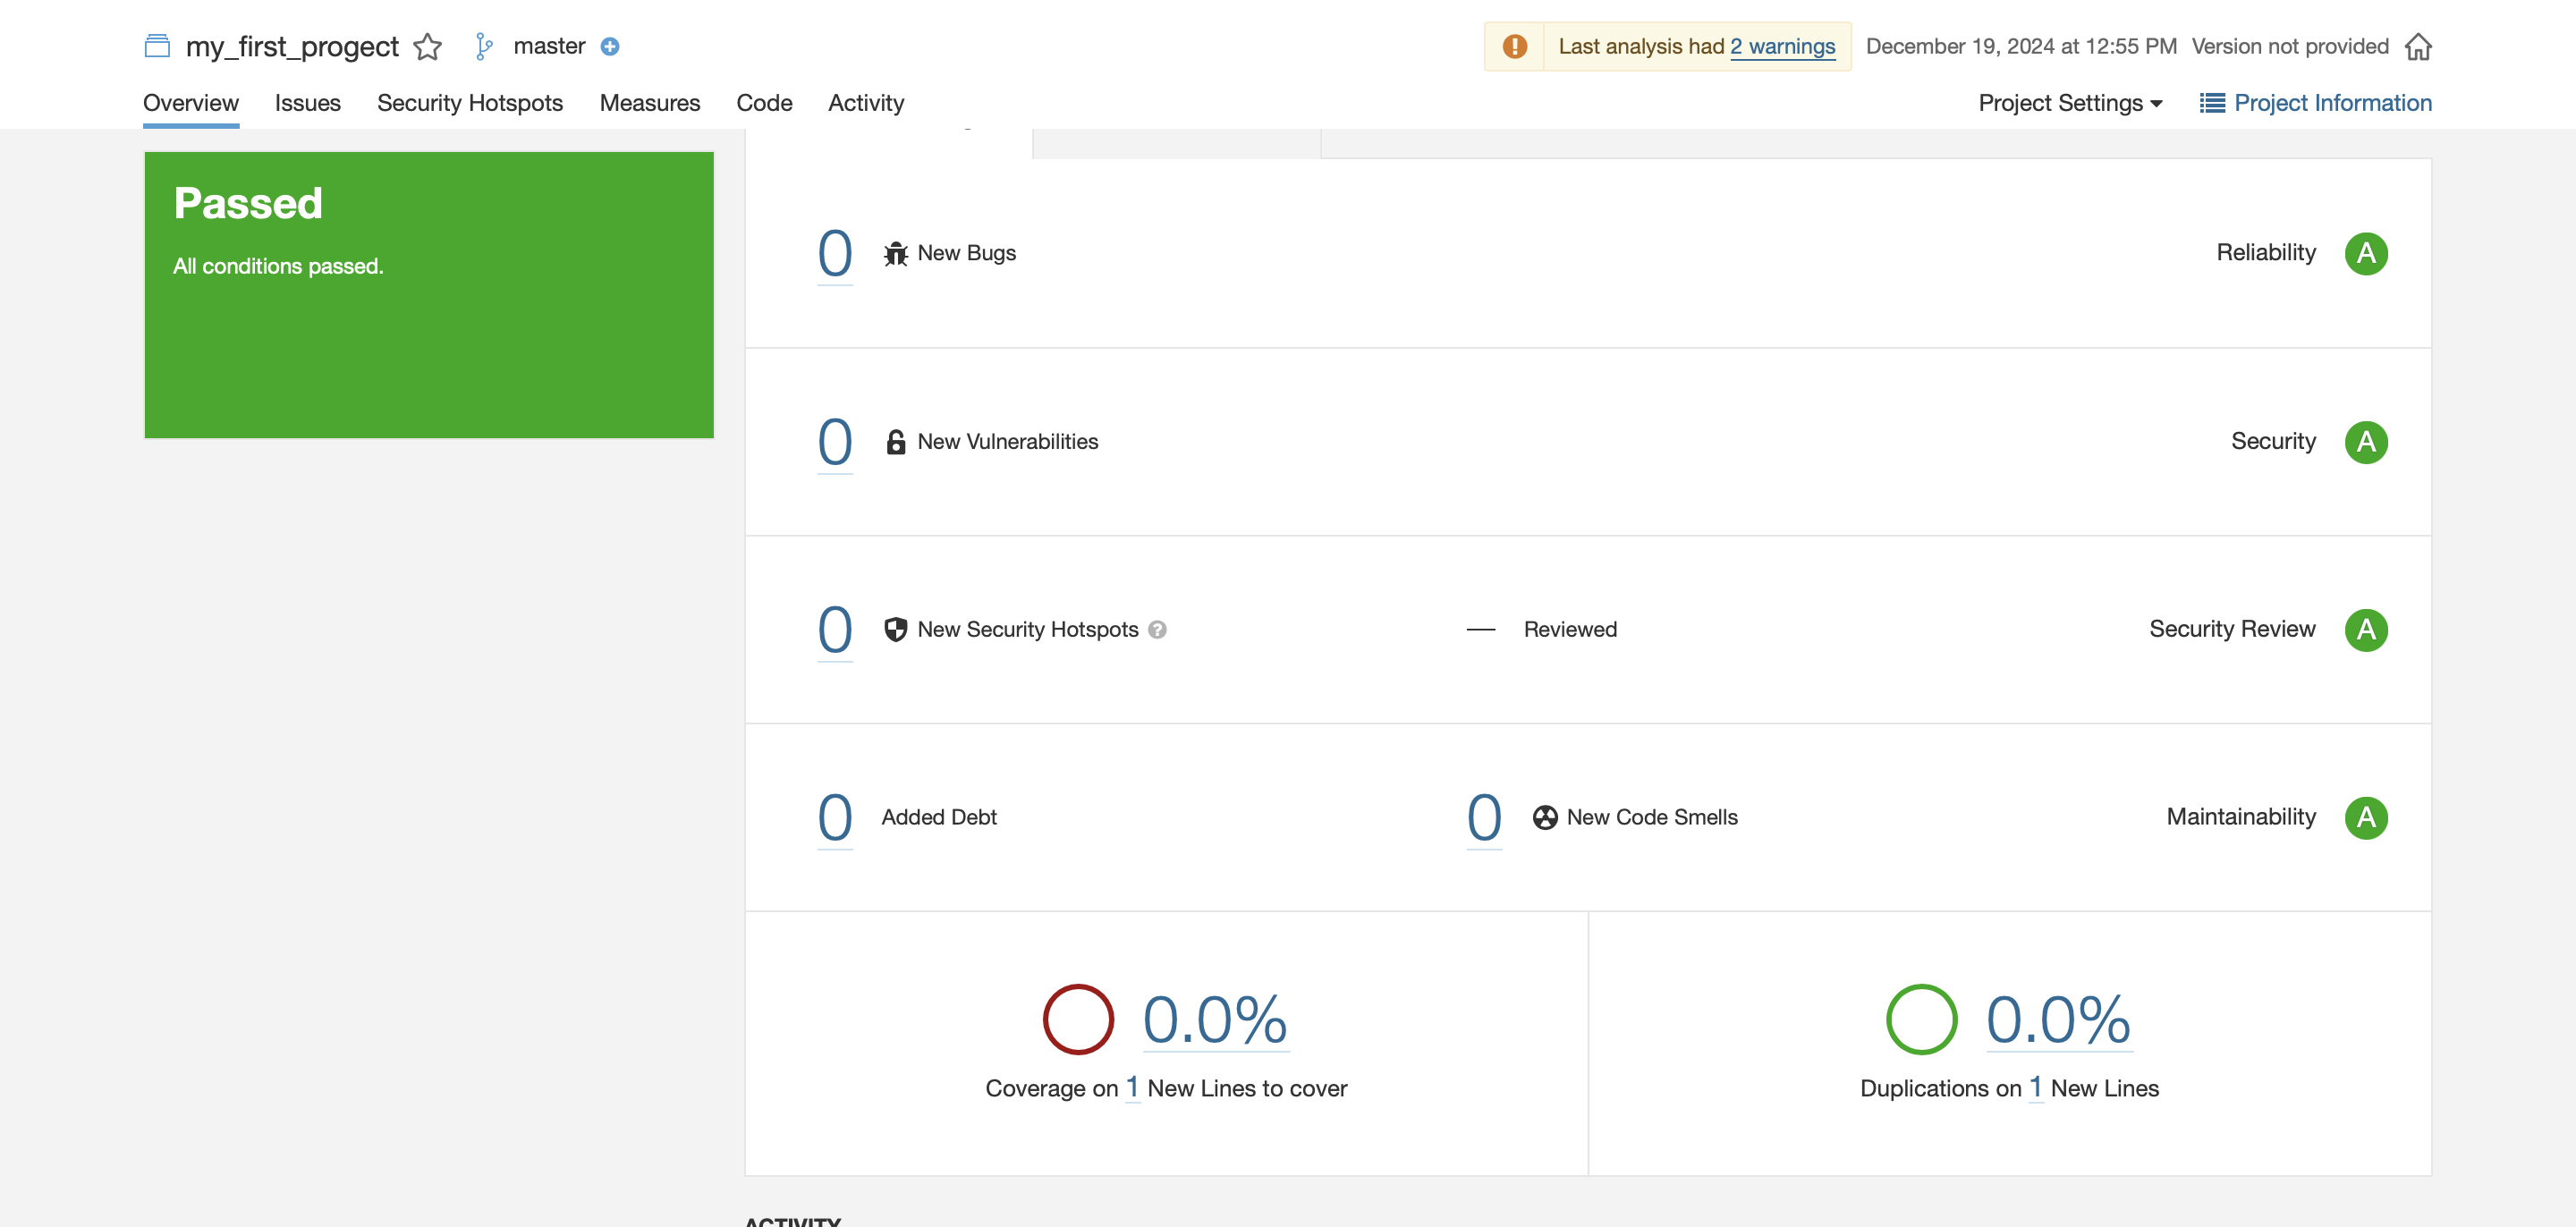 my_first_progect master
Last analysis had 2 warnings December 19, 2024 at 12:55 PM Version not provided
Overview Issues Security Hotspots Measures Code Activity
Project Settings Project Information
Passed
All conditions passed.
0 New Bugs Reliability A
0 New Vulnerabilities Security A
0 New Security Hotspots ? — Reviewed Security Review A
0 Added Debt 0 New Code Smells Maintainability A
0.0%
Coverage on 1 New Lines to cover
0.0%
Duplications on 1 New Lines
ACTIVITY